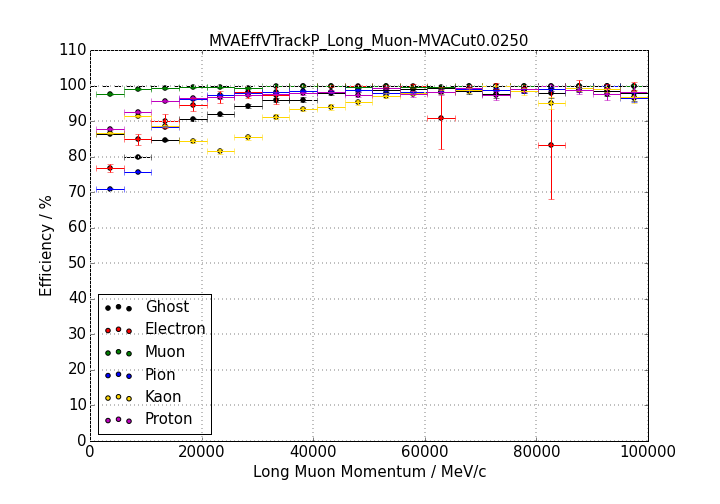 MVAEffVTrackP_Long_Muon-MVACut0.0250
110
100
90
80
70
60
50
40
30
20
10
0
Efficiency / %
Ghost
Electron
Muon
Pion
Kaon
Proton
0 20000 40000 60000 80000 100000
Long Muon Momentum / MeV/c